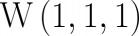 W (1, 1, 1)